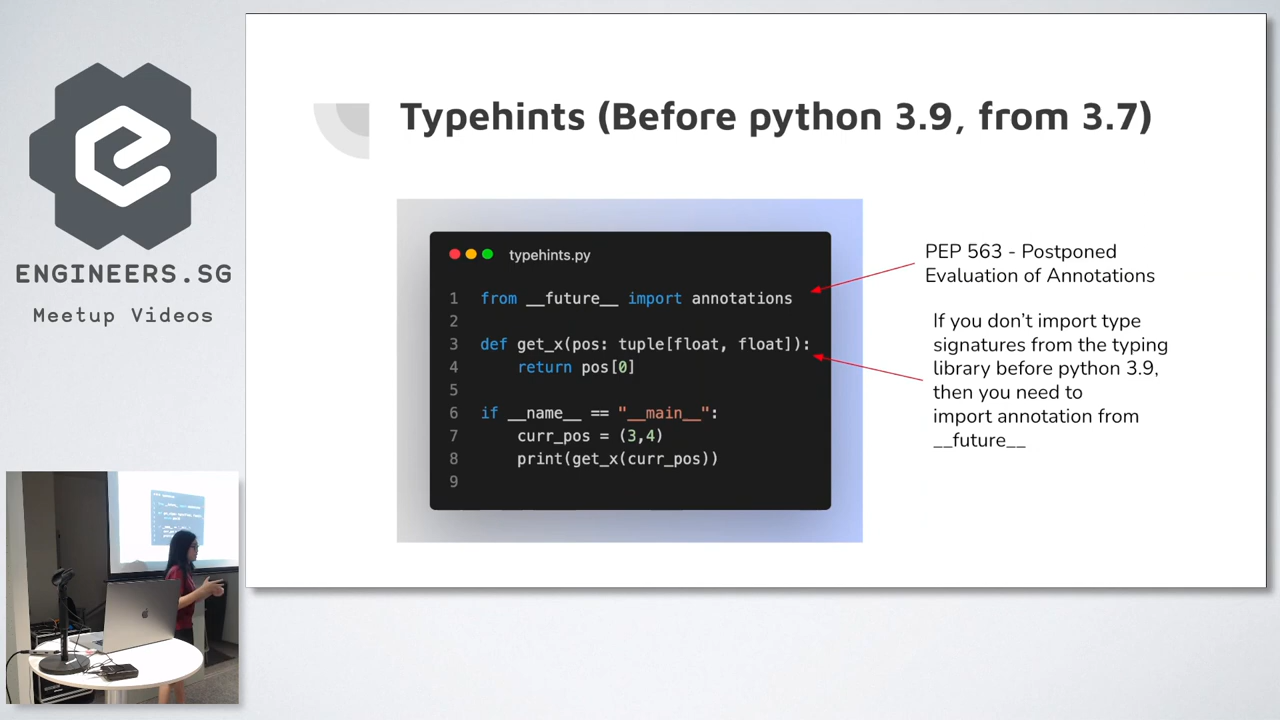 ENGINEERS.SG
Meetup Videos
Typehints (Before python 3.9, from 3.7)
typehints.py
1 from __future__ import annotations
2
3 def get_x(pos: tuple[float, float]):
4 return pos[0]
5
6 if __name__ == "__main__":
7 curr_pos = (3,4)
8 print(get_x(curr_pos))
9
PEP 563 - Postponed
Evaluation of Annotations
If you don’t import type
signatures from the typing
library before python 3.9,
then you need to
import annotation from
__future__